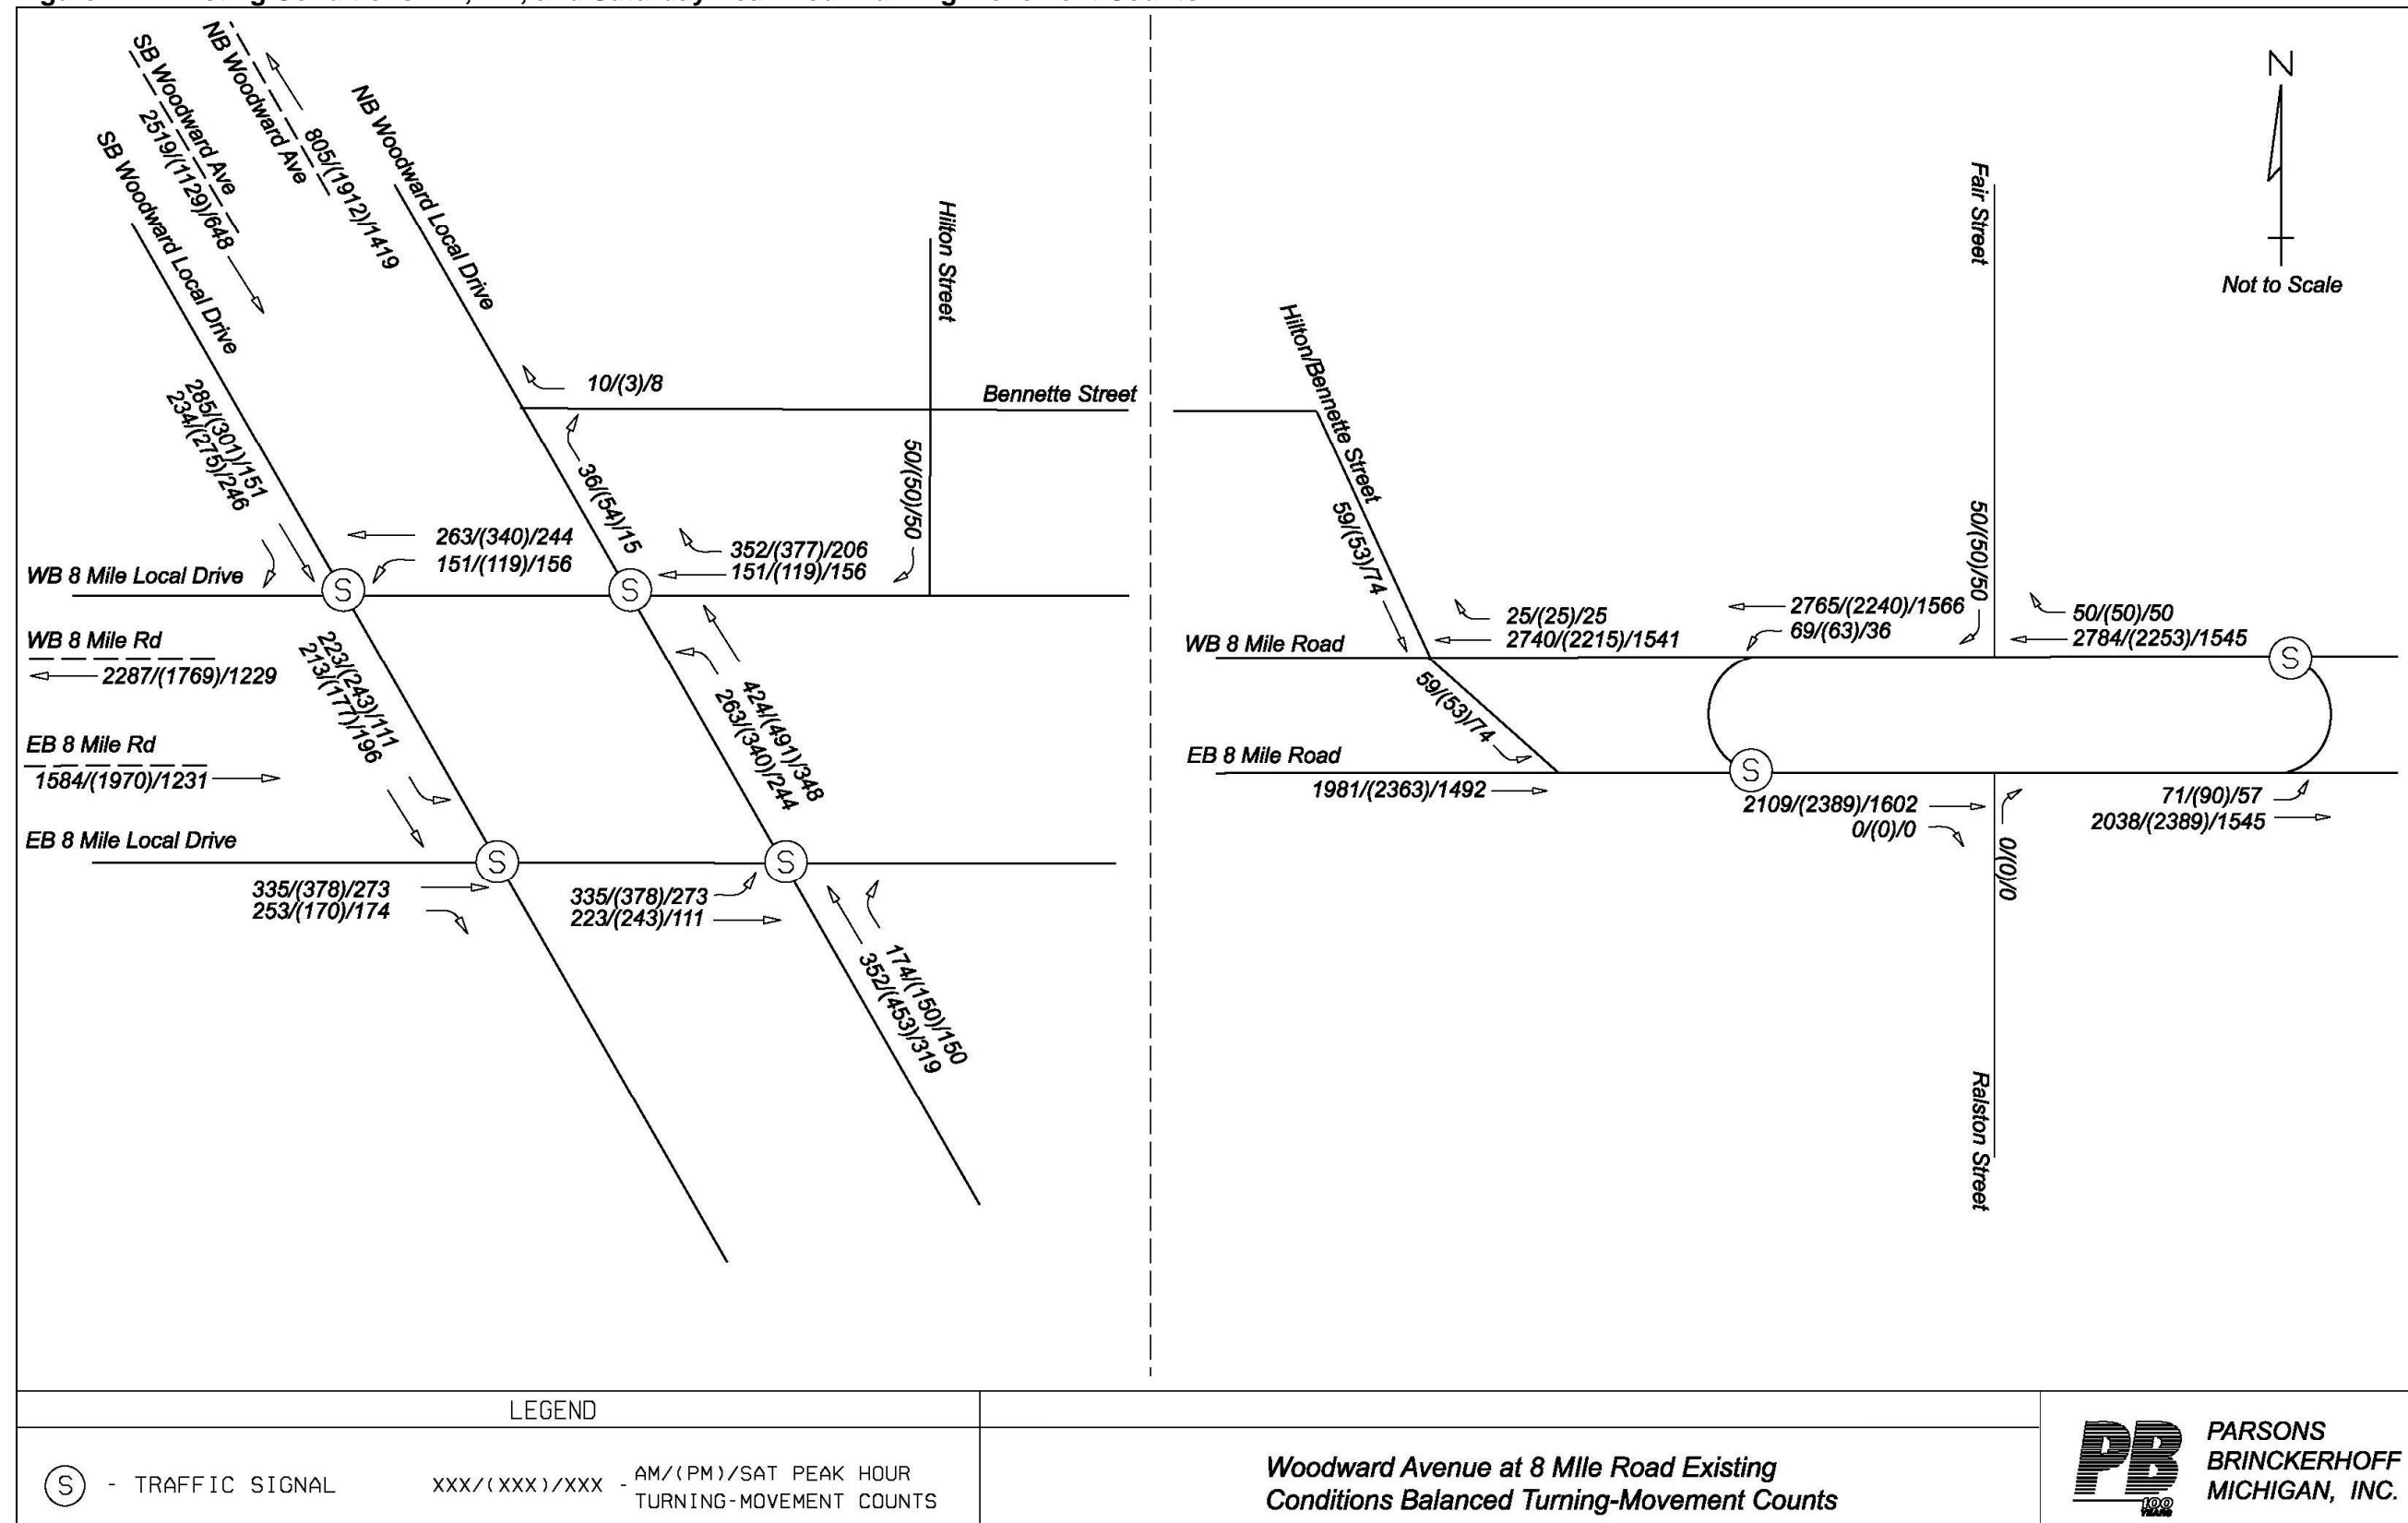 SB Woodward Ave
2519/(1129)/648
NB Woodward Ave
805/(1912)/1419
SB Woodward Local Drive
NB Woodward Local Drive
Hilton Street
Bennette Street
10/(3)/8
36/(54)/15
50/(50)/50
285/(301)/151
234/(275)/246
263/(340)/244
151/(119)/156
352/(377)/206
151/(119)/156
WB 8 Mile Local Drive
S
S
WB 8 Mile Rd
2287/(1769)/1229
223/(243)/111
213/(177)/196
424/(491)/348
263/(340)/244
EB 8 Mile Rd
1584/(1970)/1231
EB 8 Mile Local Drive
S
S
335/(378)/273
253/(170)/174
335/(378)/273
223/(243)/111
174/(150)/150
352/(453)/319
N
Not to Scale
Fair Street
Hilton/Bennette Street
59/(53)/74
50/(50)/50
25/(25)/25
2740/(2215)/1541
2765/(2240)/1566
69/(63)/36
50/(50)/50
2784/(2253)/1545
WB 8 Mile Road
S
59/(53)/74
EB 8 Mile Road
S
1981/(2363)/1492
2109/(2389)/1602
0/(0)/0
0/(0)/0
71/(90)/57
2038/(2389)/1545
Ralston Street
LEGEND
S - TRAFFIC SIGNAL
XXX/(XXX)/XXX - AM/(PM)/SAT PEAK HOUR
TURNING-MOVEMENT COUNTS
Woodward Avenue at 8 MIle Road Existing
Conditions Balanced Turning-Movement Counts
PB
100
YEARS
PARSONS
BRINCKERHOFF
MICHIGAN, INC.